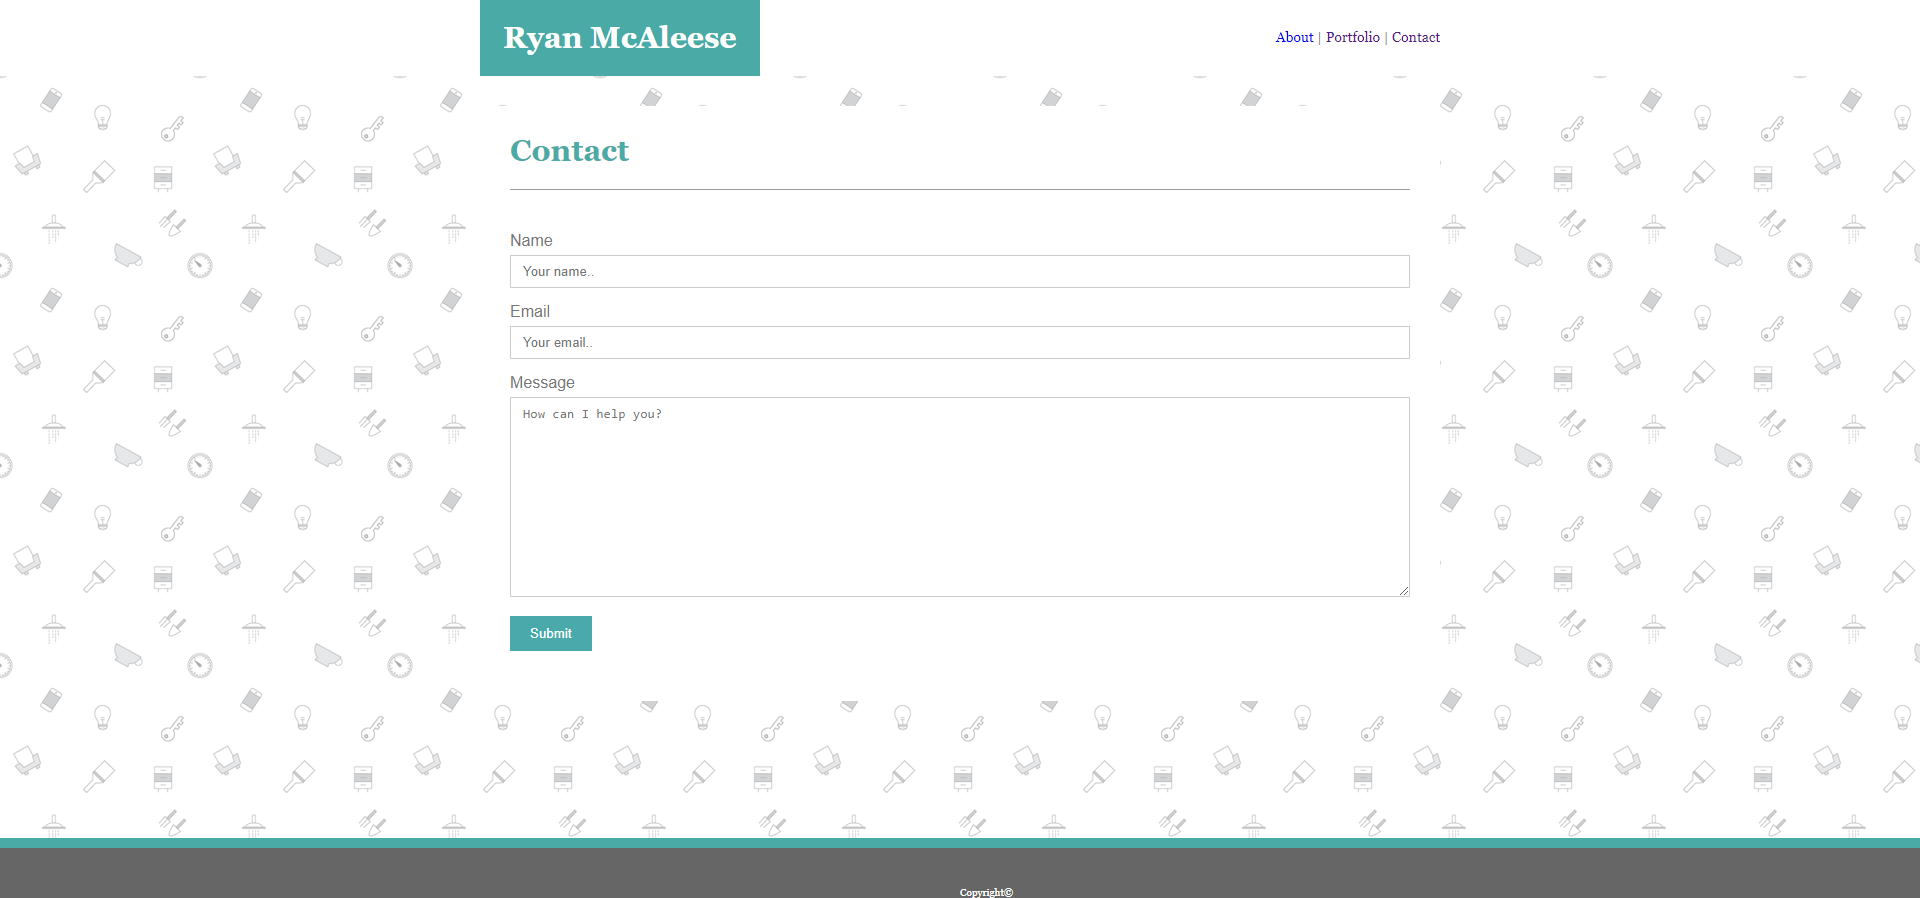 Ryan McAleese
About | Portfolio | Contact
Contact
Name
Your name..
Email
Your email..
Message
How can I help you?
Submit
Copyright©